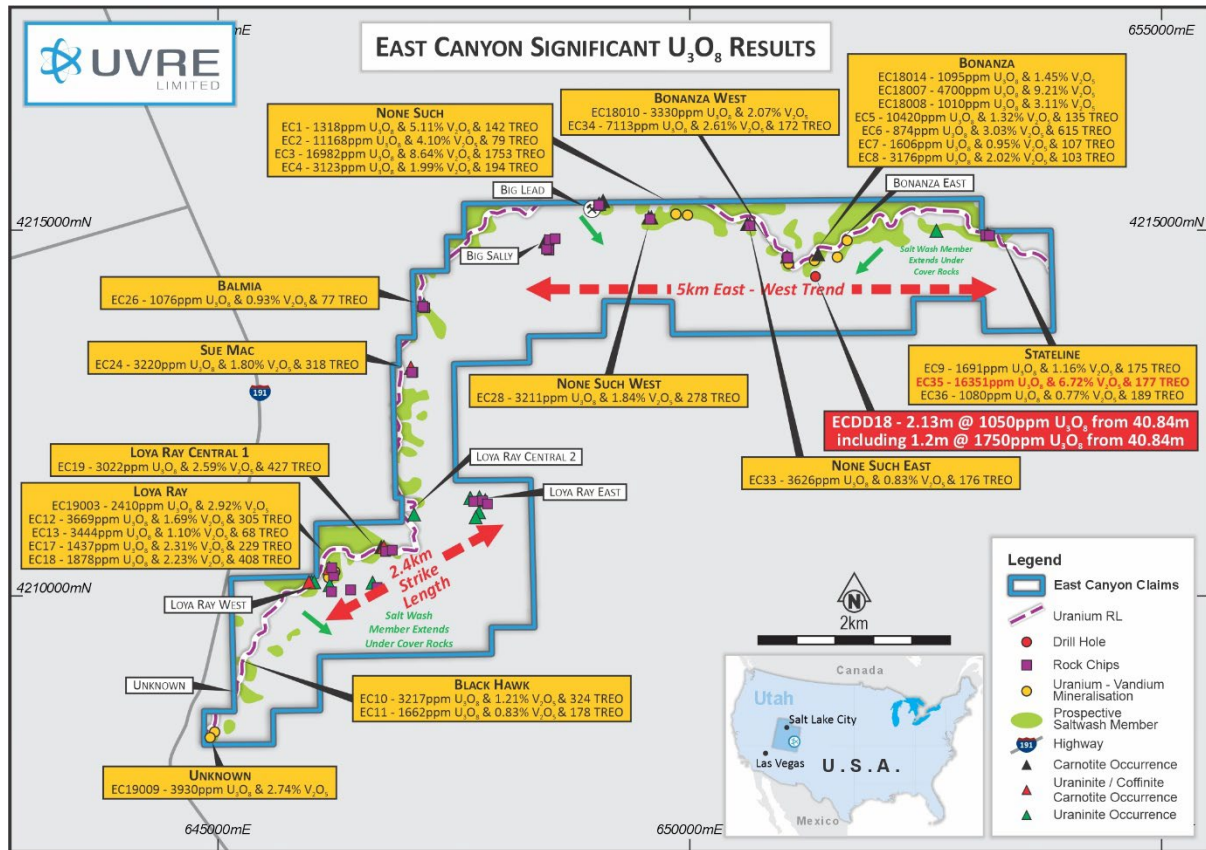 UVRE
LIMITED
EAST CANYON SIGNIFICANT U₃O₈ RESULTS
655000mE
NONE SUCH
EC1 - 1318ppm U₃O₈ & 5.11% V₂O₅ & 142 TREO
EC2 - 11168ppm U₃O₈ & 4.10% V₂O₅ & 79 TREO
EC3 - 16982ppm U₃O₈ & 8.64% V₂O₅ & 1753 TREO
EC4 - 3123ppm U₃O₈ & 1.99% V₂O₅ & 194 TREO
BONANZA WEST
EC18010 - 3330ppm U₃O₈ & 2.07% V₂O₅
EC34 - 7113ppm U₃O₈ & 2.61% V₂O₅ & 172 TREO
BONANZA
EC18014 - 1095ppm U₃O₈ & 1.45% V₂O₅
EC18007 - 4700ppm U₃O₈ & 9.21% V₂O₅
EC18008 - 1010ppm U₃O₈ & 3.11% V₂O₅
EC5 - 10420ppm U₃O₈ & 1.32% V₂O₅ & 135 TREO
EC6 - 874ppm U₃O₈ & 3.03% V₂O₅ & 615 TREO
EC7 - 1606ppm U₃O₈ & 0.95% V₂O₅ & 107 TREO
EC8 - 3176ppm U₃O₈ & 2.02% V₂O₅ & 103 TREO
BIG LEAD
BONANZA EAST
4215000mN
4215000mN
BIG SALLY
Salt Wash Member
Extends Under
Cover Rocks
5km East - West Trend
BALMIA
EC26 - 1076ppm U₃O₈ & 0.93% V₂O₅ & 77 TREO
SUE MAC
EC24 - 3220ppm U₃O₈ & 1.80% V₂O₅ & 318 TREO
191
NONE SUCH WEST
EC28 - 3211ppm U₃O₈ & 1.84% V₂O₅ & 278 TREO
STATELINE
EC9 - 1691ppm U₃O₈ & 1.16% V₂O₅ & 175 TREO
EC35 - 16351ppm U₃O₈ & 6.72% V₂O₅ & 177 TREO
EC36 - 1080ppm U₃O₈ & 0.77% V₂O₅ & 189 TREO
ECDD18 - 2.13m @ 1050ppm U₃O₈ from 40.84m
including 1.2m @ 1750ppm U₃O₈ from 40.84m
NONE SUCH EAST
EC33 - 3626ppm U₃O₈ & 0.83% V₂O₅ & 176 TREO
LOYA RAY CENTRAL 1
EC19 - 3022ppm U₃O₈ & 2.59% V₂O₅ & 427 TREO
LOYA RAY CENTRAL 2
LOYA RAY EAST
LOYA RAY
EC19003 - 2410ppm U₃O₈ & 2.92% V₂O₅
EC12 - 3669ppm U₃O₈ & 1.69% V₂O₅ & 305 TREO
EC13 - 3444ppm U₃O₈ & 1.10% V₂O₅ & 68 TREO
EC17 - 1437ppm U₃O₈ & 2.31% V₂O₅ & 229 TREO
EC18 - 1878ppm U₃O₈ & 2.23% V₂O₅ & 408 TREO
2.4km
Strike
Length
4210000mN
LOYA RAY WEST
Salt Wash
Member Extends
Under Cover Rocks
UNKNOWN
BLACK HAWK
EC10 - 3217ppm U₃O₈ & 1.21% V₂O₅ & 324 TREO
EC11 - 1662ppm U₃O₈ & 0.83% V₂O₅ & 178 TREO
UNKNOWN
EC19009 - 3930ppm U₃O₈ & 2.74% V₂O₅
645000mE
650000mE
N
2km
Canada
Utah
Salt Lake City
Las Vegas
U.S.A.
Mexico
Legend
East Canyon Claims
Uranium RL
Drill Hole
Rock Chips
Uranium - Vandium
Mineralisation
Prospective
Saltwash Member
191
Highway
Carnotite Occurrence
Uraninite / Coffinite
Carnotite Occurrence
Uraninite Occurrence